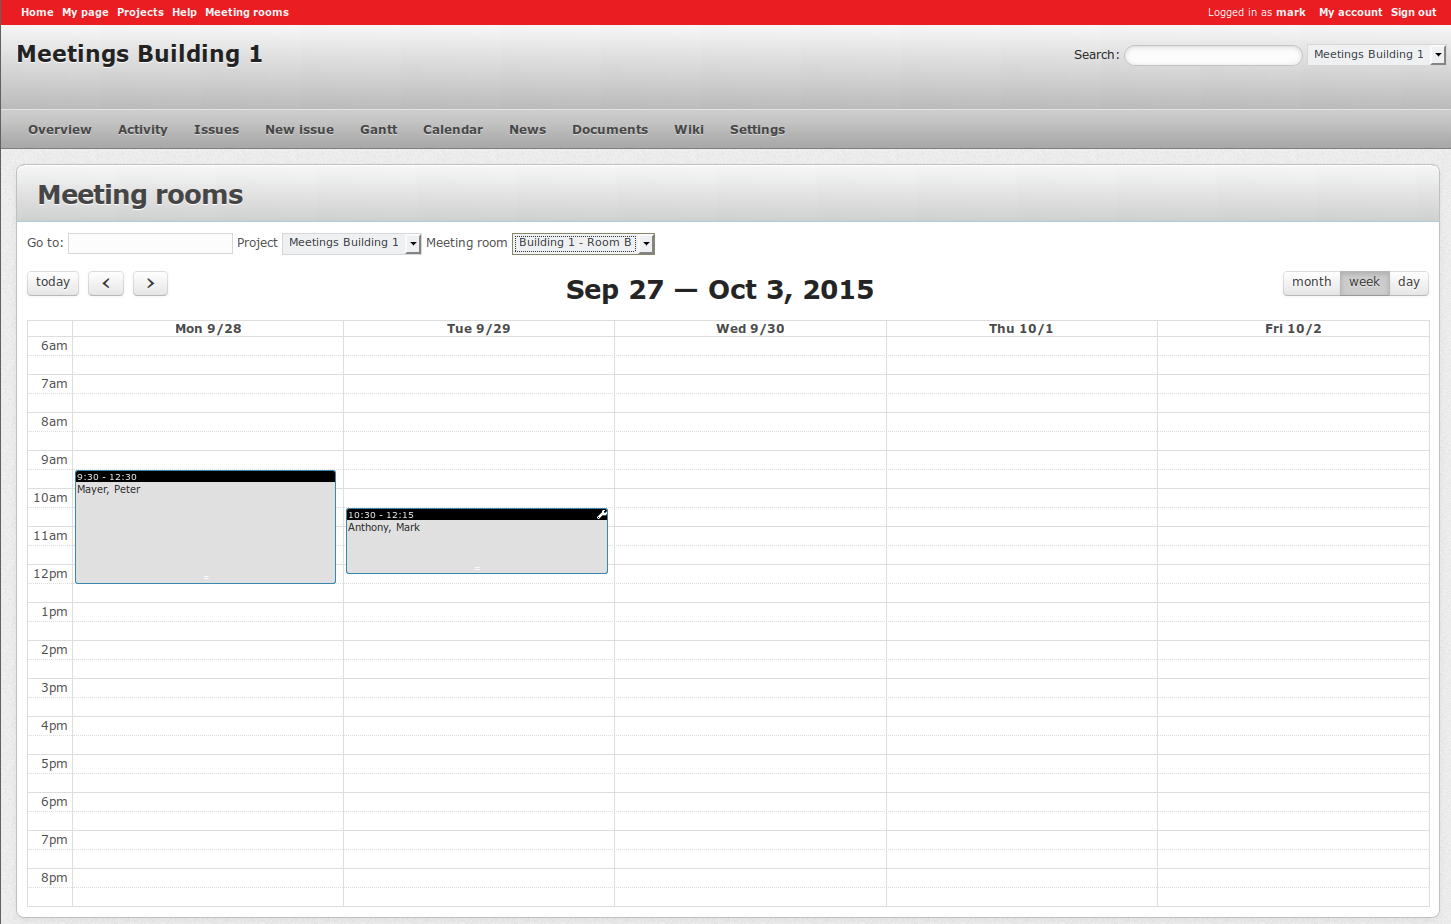 Home My page Projects Help Meeting rooms Logged in as mark My account Sign out
Meetings Building 1 Search: Meetings Building 1
Overview Activity Issues New issue Gantt Calendar News Documents Wiki Settings
Meeting rooms
Go to: Project Meetings Building 1 Meeting room Building 1 - Room B
today < > Sep 27 — Oct 3, 2015 month week day
Mon 9/28 Tue 9/29 Wed 9/30 Thu 10/1 Fri 10/2
6am
7am
8am
9am
9:30 - 12:30
Mayer, Peter
10am
10:30 - 12:15
Anthony, Mark
11am
12pm
1pm
2pm
3pm
4pm
5pm
6pm
7pm
8pm